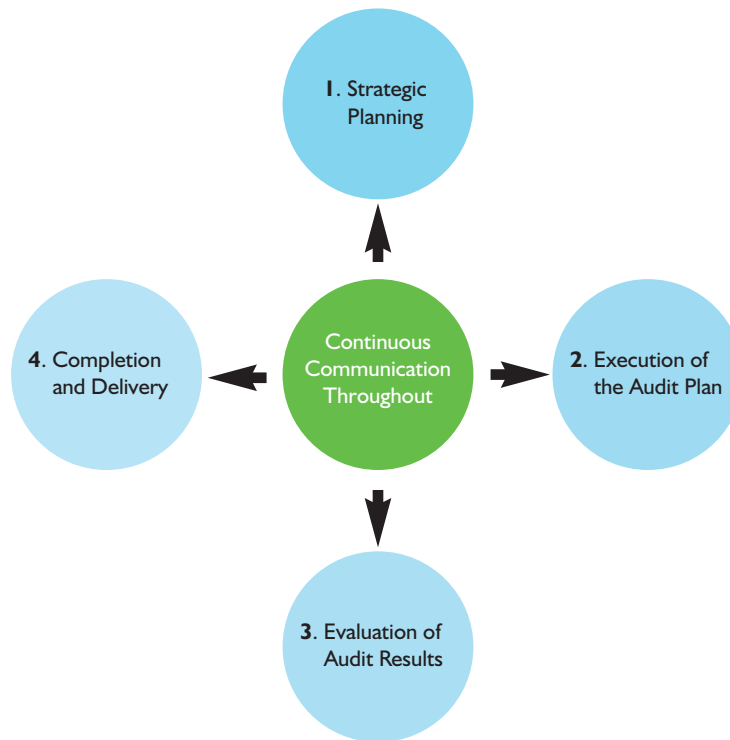 1. Strategic
Planning
Continuous
Communication
Throughout
2. Execution of
the Audit Plan
3. Evaluation of
Audit Results
4. Completion
and Delivery